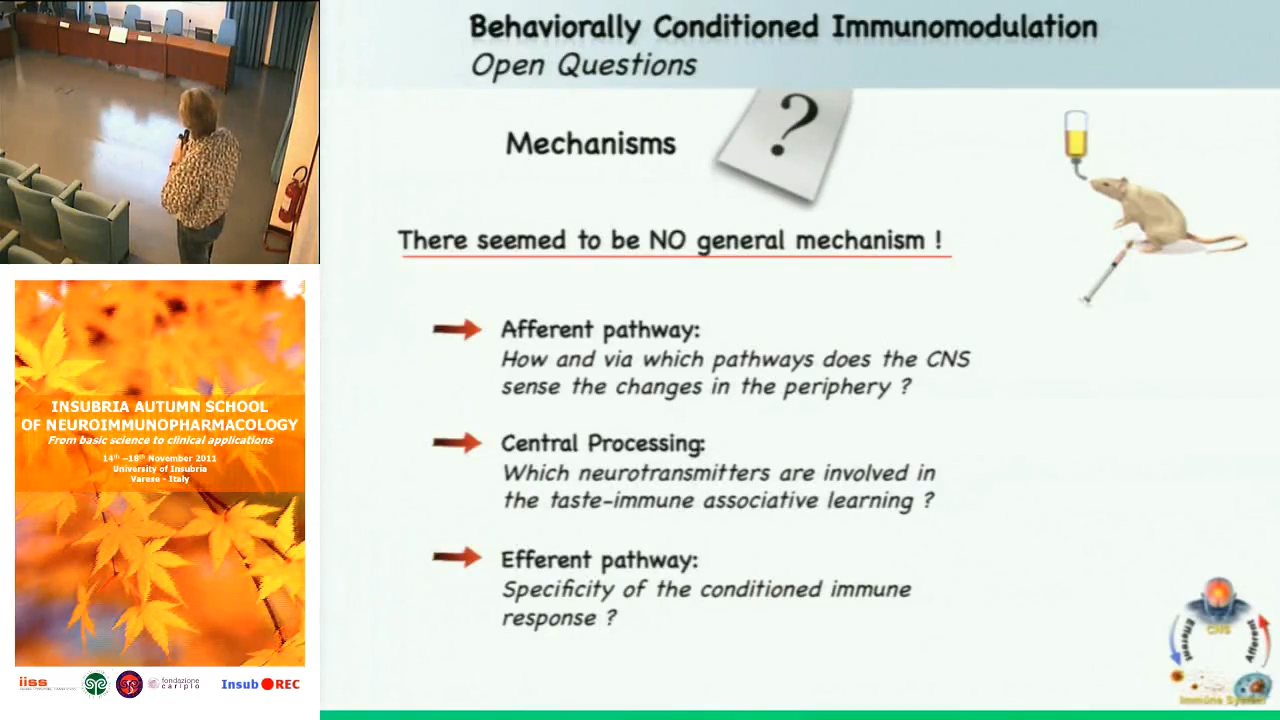 Behaviorally Conditioned Immunomodulation
Open Questions
Mechanisms
?
There seemed to be NO general mechanism !
Afferent pathway:
How and via which pathways does the CNS
sense the changes in the periphery ?
Central Processing:
Which neurotransmitters are involved in
the taste-immune associative learning ?
Efferent pathway:
Specificity of the conditioned immune
response ?
CNS
Efferent
Afferent
Immune System
INSUBRIA AUTUMN SCHOOL
OF NEUROIMMUNOPHARMACOLOGY
From basic science to clinical applications
14th –18th November 2011
University of Insubria
Varese - Italy
iiss
fondazione
cariplo
Insub REC